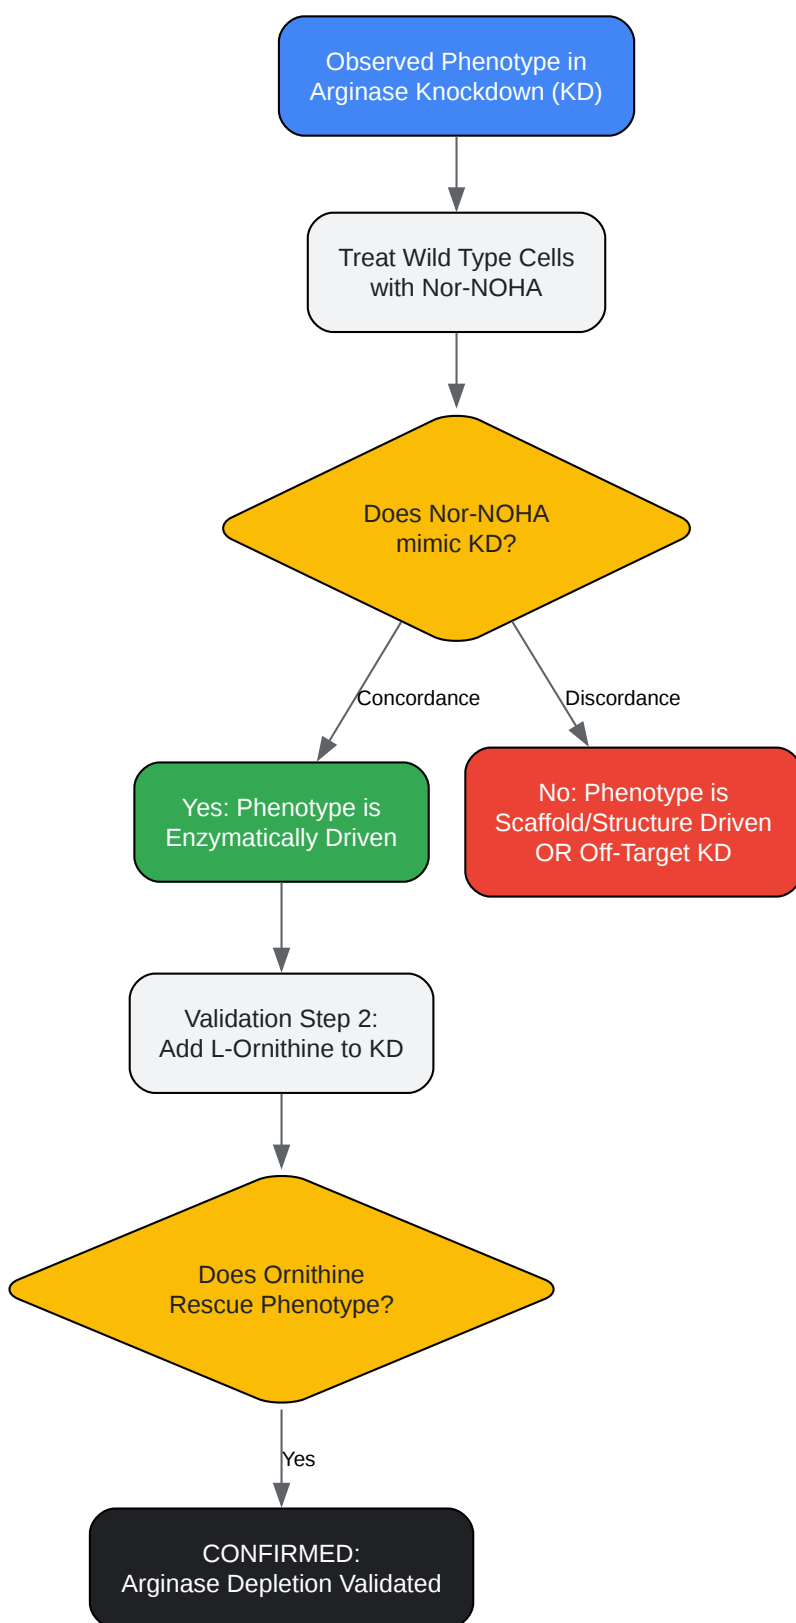 Observed Phenotype in
Arginase Knockdown (KD)
Treat Wild Type Cells
with Nor-NOHA
Does Nor-NOHA
mimic KD?
Concordance
Discordance
Yes: Phenotype is
Enzymatically Driven
No: Phenotype is
Scaffold/Structure Driven
OR Off-Target KD
Validation Step 2:
Add L-Ornithine to KD
Does Ornithine
Rescue Phenotype?
Yes
CONFIRMED:
Arginase Depletion Validated